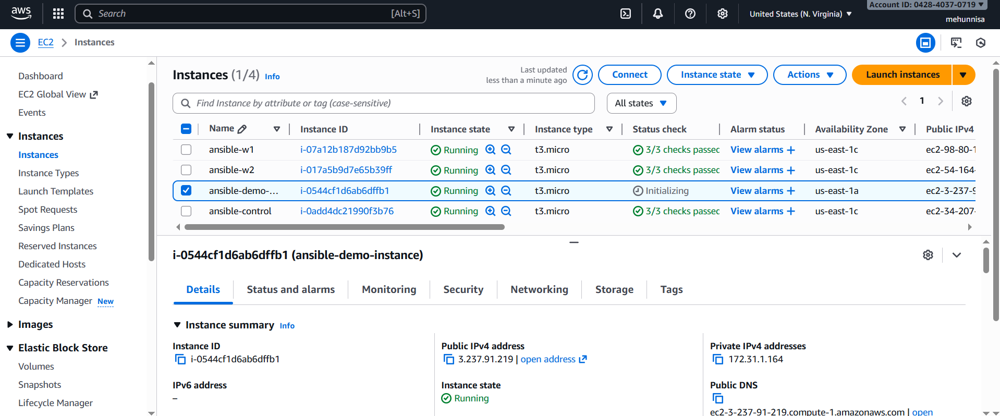 aws
Search [Alt+S]
United States (N. Virginia)
Account ID: 0428-4037-0719
mehunnisa
EC2 Instances
Dashboard
EC2 Global View
Events
Instances
Instances
Instance Types
Launch Templates
Spot Requests
Savings Plans
Reserved Instances
Dedicated Hosts
Capacity Reservations
Capacity Manager New
Images
Elastic Block Store
Volumes
Snapshots
Lifecycle Manager
Instances (1/4) Info
Last updated
less than a minute ago
Connect Instance state Actions Launch instances
Find Instance by attribute or tag (case-sensitive)
All states
1
Name Instance ID Instance state Instance type Status check Alarm status Availability Zone Public IPv4
ansible-w1 i-07a12b187d92bb9b5 Running t3.micro 3/3 checks passed View alarms + us-east-1c ec2-98-80-1
ansible-w2 i-017a5b9d7e65b39ff Running t3.micro 3/3 checks passed View alarms + us-east-1c ec2-54-164-
ansible-demo-... i-0544cf1d6ab6dffb1 Running t3.micro Initializing View alarms + us-east-1a ec2-3-237-9
ansible-control i-0add4dc21990f3b76 Running t3.micro 3/3 checks passed View alarms + us-east-1c ec2-34-207-
i-0544cf1d6ab6dffb1 (ansible-demo-instance)
Details Status and alarms Monitoring Security Networking Storage Tags
Instance summary Info
Instance ID
i-0544cf1d6ab6dffb1
Public IPv4 address
3.237.91.219 | open address
Private IPv4 addresses
172.31.1.164
IPv6 address
–
Instance state
Running
Public DNS
ec2-3-237-91-219.compute-1.amazonaws.com | open